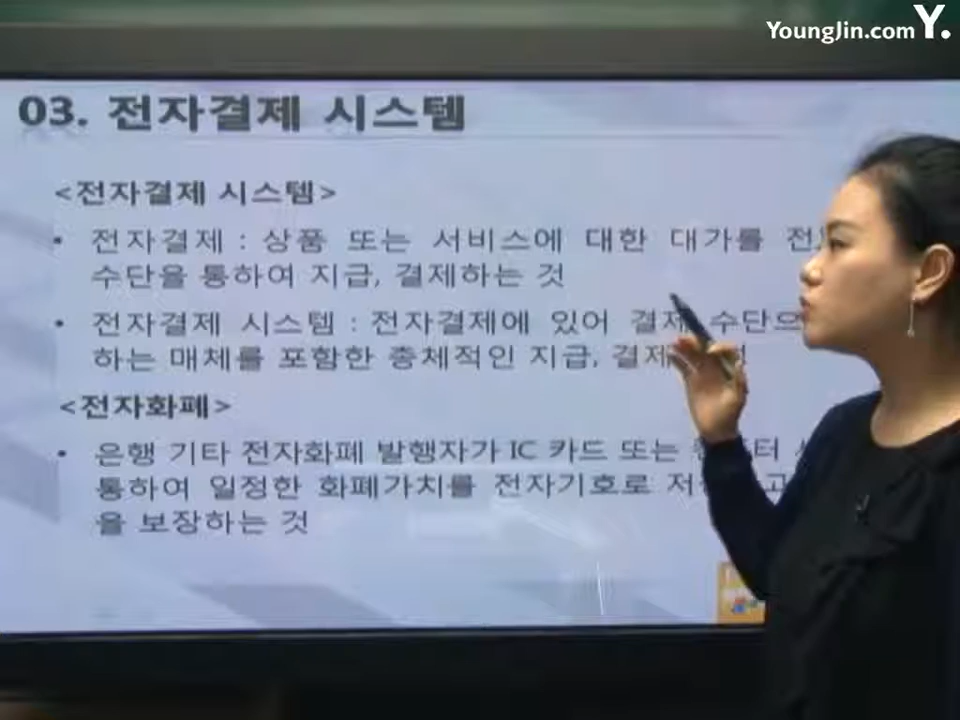 YoungJin.com Y.
03. 전자결제 시스템
<전자결제 시스템>
• 전자결제 : 상품 또는 서비스에 대한 대가를
수단을 통하여 지급, 결제하는 것
• 전자결제 시스템 : 전자결제에 있어 결제 수단으
하는 매체를 포함한 총체적인 지급, 결제
<전자화폐>
• 은행 기타 전자화폐 발행자가 IC 카드 또는
통하여 일정한 화폐가치를 전자기호로
을 보장하는 것